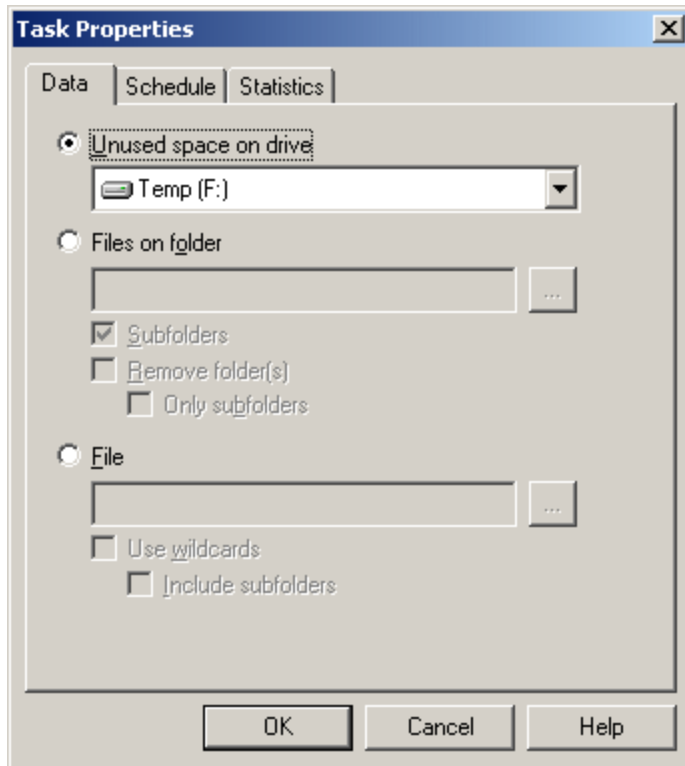 Task Properties
Data Schedule Statistics
Unused space on drive
Temp (F:)
Files on folder
...
Subfolders
Remove folder(s)
Only subfolders
File
...
Use wildcards
Include subfolders
OK Cancel Help